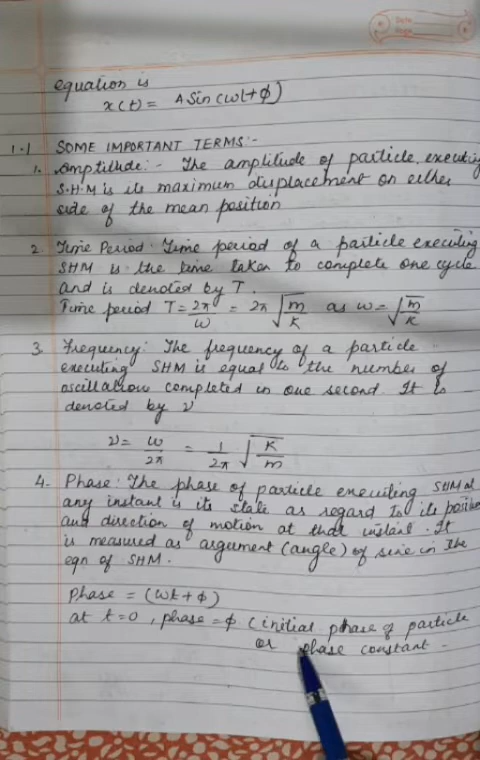 Date
Page
equation is
x(t) = A Sin(ωt+φ)
1.1 SOME IMPORTANT TERMS:-
1. Amplitude:- The amplitude of particle executing
S.H.M is its maximum displacement on either
side of the mean position
2. Time Period: Time period of a particle executing
SHM is the time taken to complete one cycle
and is denoted by T.
Time period T = 2π/ω = 2π √m/K as ω = √m/K
3. Frequency: The frequency of a particle
executing SHM is equal to the number of
oscillation completed in one second. It is
denoted by ν
ν = ω/2π = 1/2π √K/m
4. Phase: The phase of particle executing SHM at
any instant is its state as regard to its position
and direction of motion at that instant. It
is measured as argument (angle) of sine in the
eqn of SHM.
Phase = (ωt + φ)
at t=0, phase = φ (initial phase of particle
or phase constant -